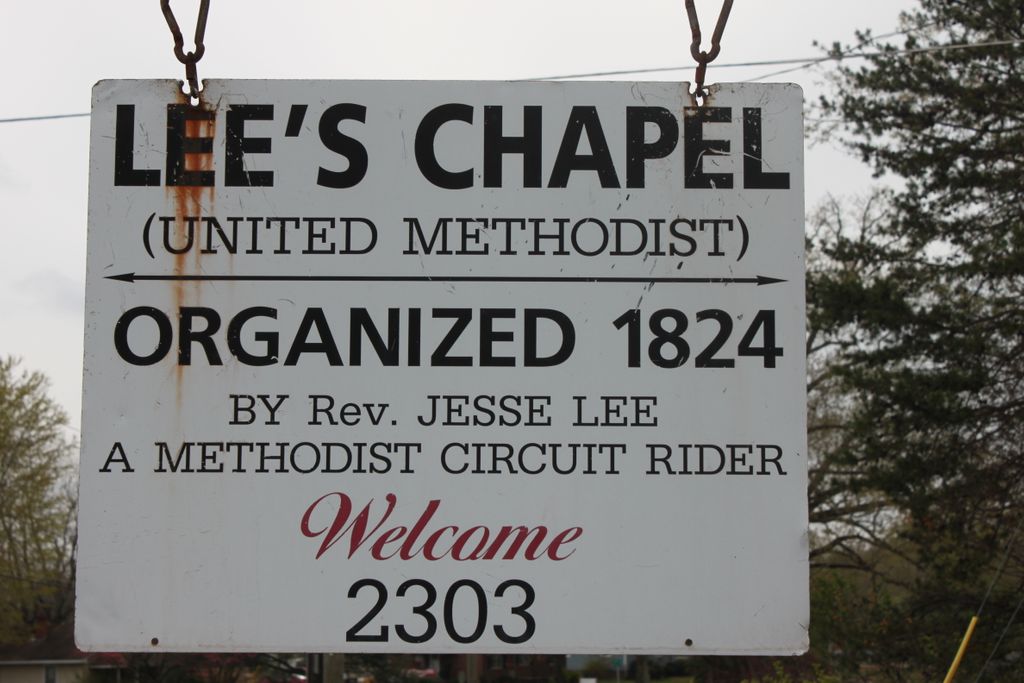 LEE'S CHAPEL
(UNITED METHODIST)
ORGANIZED 1824
BY Rev. JESSE LEE
A METHODIST CIRCUIT RIDER
Welcome
2303